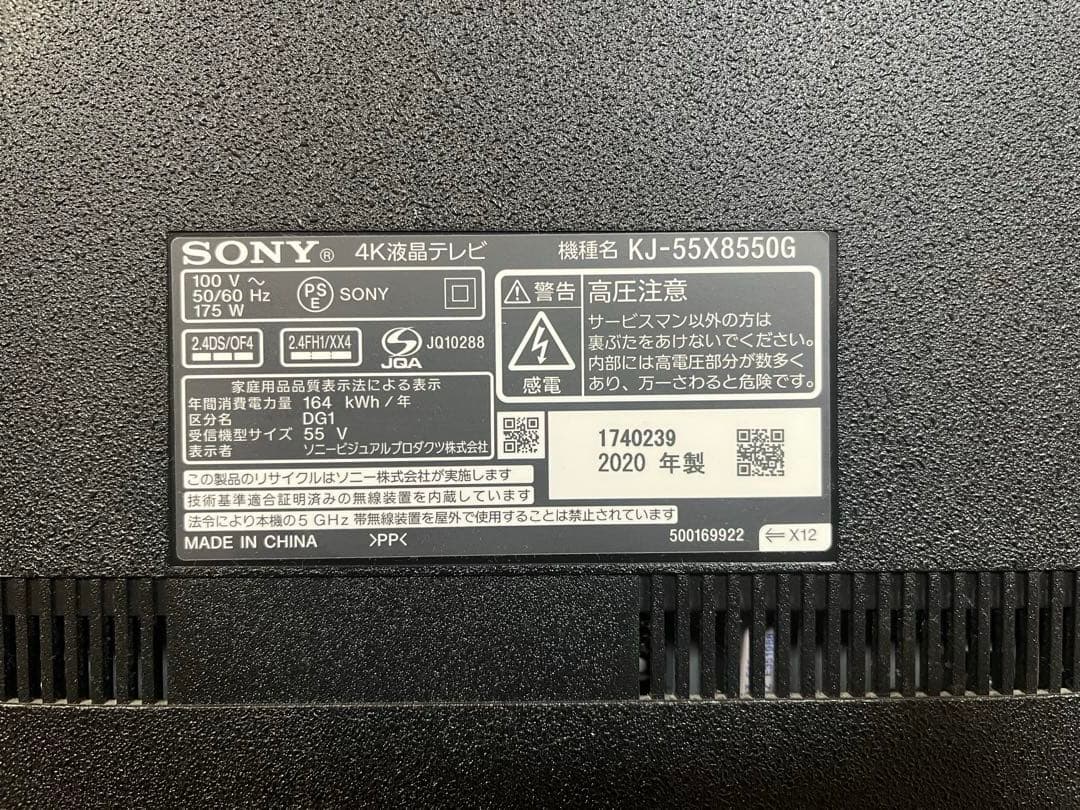 SONY® 4K液晶テレビ 機種名 KJ-55X8550G
100 V ～
50/60 Hz
175 W
PS
E
SONY
2.4DS/OF4
2.4FH1/XX4
JQA
JQ10288
家庭用品品質表示法による表示
年間消費電力量 164 kWh/年
区分名 DG1
受信機型サイズ 55 V
表示者 ソニービジュアルプロダクツ株式会社
警告 高圧注意
サービスマン以外の方は
裏ぶたをあけないでください。
内部には高電圧部分が数多く
あり、万一さわると危険です。
感電
1740239
2020 年製
この製品のリサイクルはソニー株式会社が実施します
技術基準適合証明済みの無線装置を内蔵しています
法令により本機の5 GHz 帯無線装置を屋外で使用することは禁止されています
MADE IN CHINA >PP< 500169922 ⇐ X12